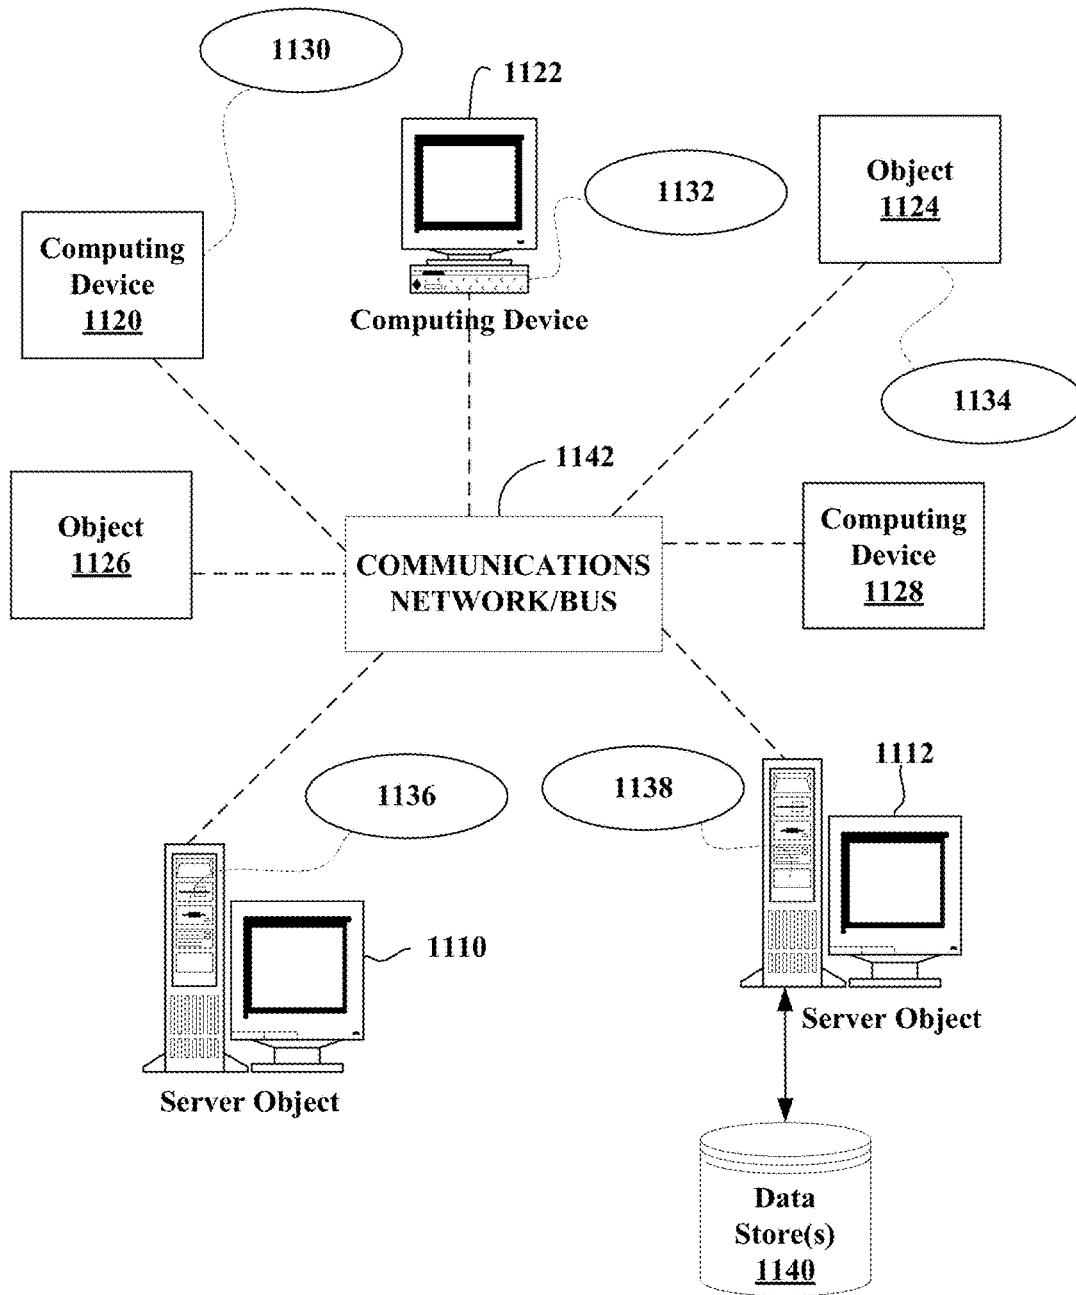 1130
1122
1132
Object
1124
Computing
Device
1120
Computing Device
1134
1142
Object
1126
COMMUNICATIONS
NETWORK/BUS
Computing
Device
1128
1136
1138
1112
1110
Server Object
Server Object
Data
Store(s)
1140